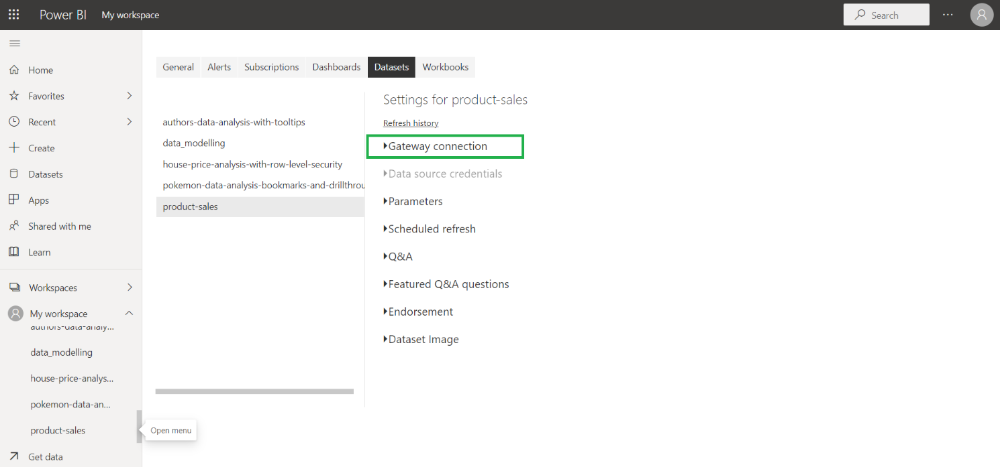 Power BI My workspace
Search
Home
Favorites
Recent
Create
Datasets
Apps
Shared with me
Learn
Workspaces
My workspace
authors-data-analy...
data_modelling
house-price-analys...
pokemon-data-an...
product-sales
Open menu
Get data
General Alerts Subscriptions Dashboards Datasets Workbooks
authors-data-analysis-with-tooltips
data_modelling
house-price-analysis-with-row-level-security
pokemon-data-analysis-bookmarks-and-drillthrou
product-sales
Settings for product-sales
Refresh history
Gateway connection
Data source credentials
Parameters
Scheduled refresh
Q&A
Featured Q&A questions
Endorsement
Dataset Image